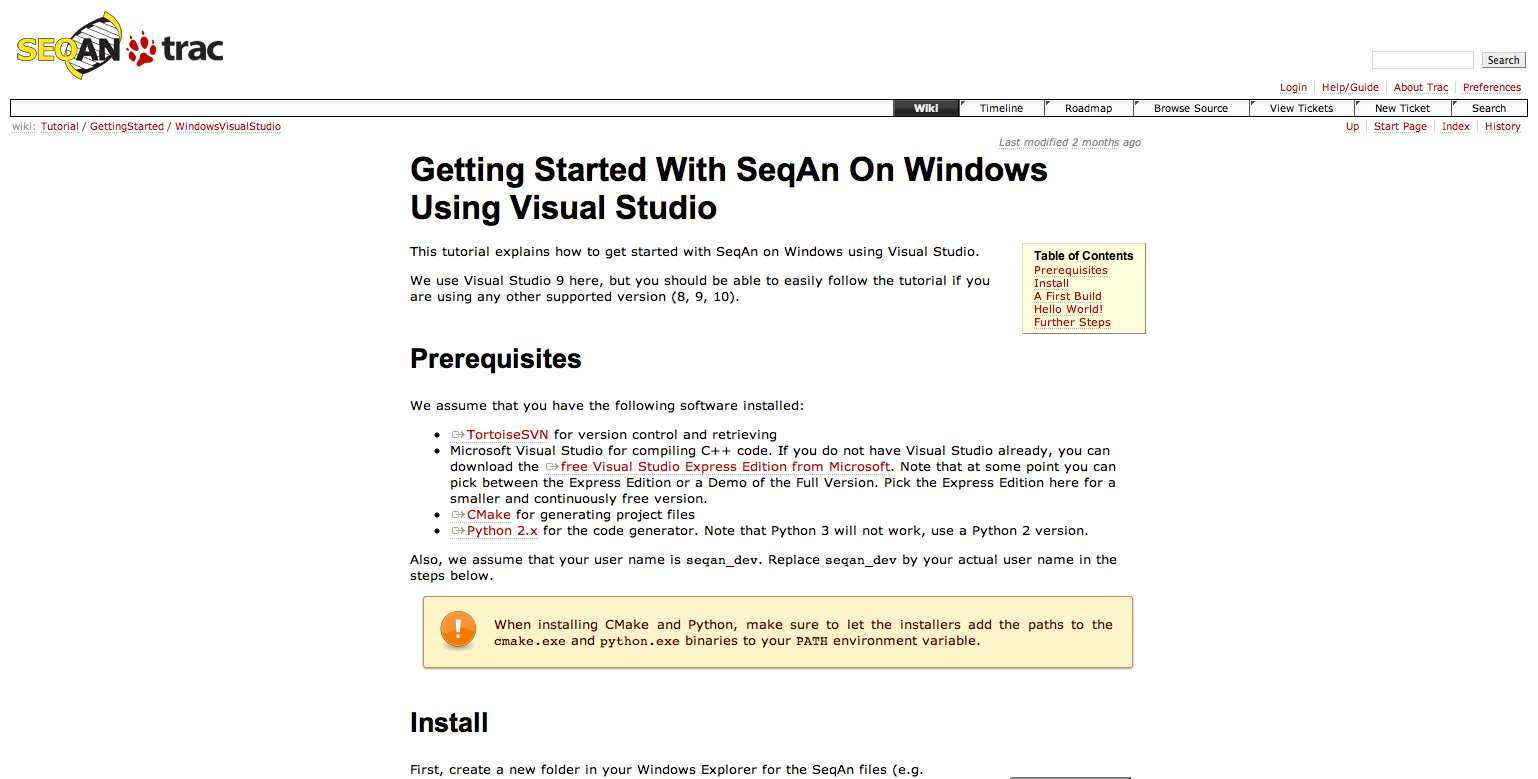 SEQAN trac
Search
Login Help/Guide About Trac Preferences
Wiki Timeline Roadmap Browse Source View Tickets New Ticket Search
wiki: Tutorial / GettingStarted / WindowsVisualStudio
Up Start Page Index History
Last modified 2 months ago
Getting Started With SeqAn On Windows
Using Visual Studio
This tutorial explains how to get started with SeqAn on Windows using Visual Studio.
We use Visual Studio 9 here, but you should be able to easily follow the tutorial if you
are using any other supported version (8, 9, 10).
Table of Contents
Prerequisites
Install
A First Build
Hello World!
Further Steps
Prerequisites
We assume that you have the following software installed:
TortoiseSVN for version control and retrieving
Microsoft Visual Studio for compiling C++ code. If you do not have Visual Studio already, you can
download the free Visual Studio Express Edition from Microsoft. Note that at some point you can
pick between the Express Edition or a Demo of the Full Version. Pick the Express Edition here for a
smaller and continuously free version.
CMake for generating project files
Python 2.x for the code generator. Note that Python 3 will not work, use a Python 2 version.
Also, we assume that your user name is seqan_dev. Replace seqan_dev by your actual user name in the
steps below.
When installing CMake and Python, make sure to let the installers add the paths to the
cmake.exe and python.exe binaries to your PATH environment variable.
Install
First, create a new folder in your Windows Explorer for the SeqAn files (e.g.